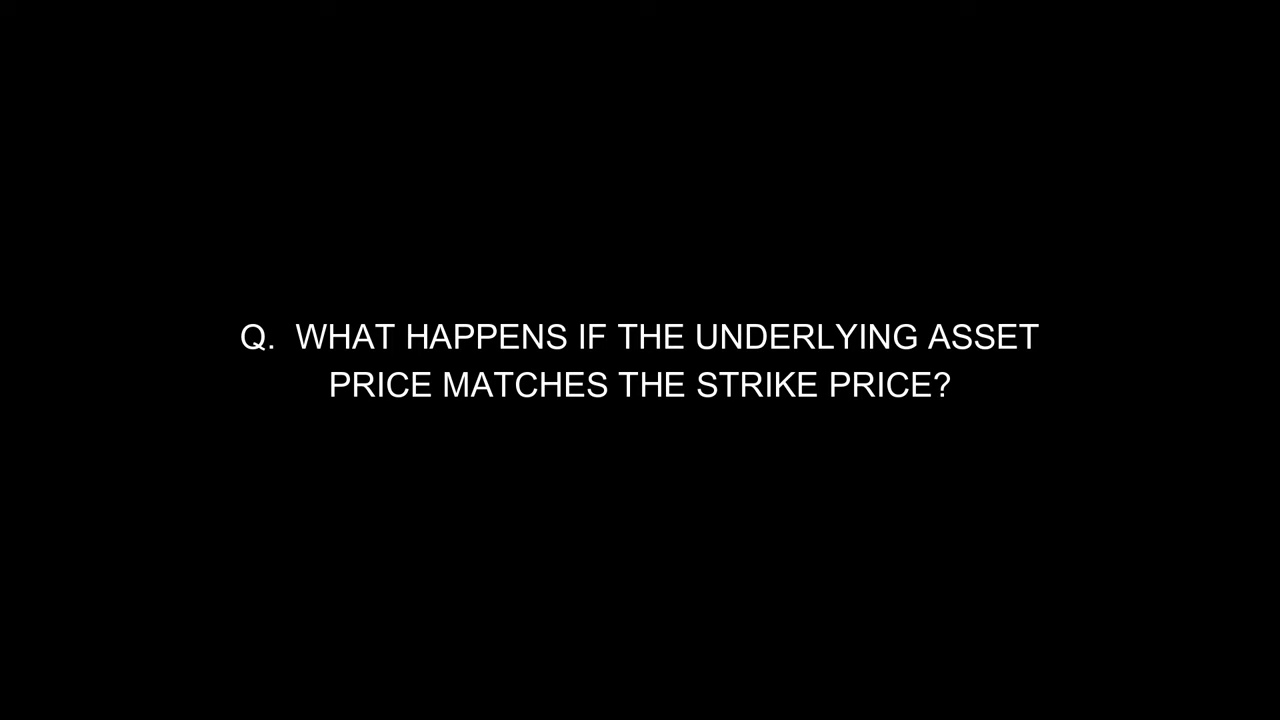 Q.  WHAT HAPPENS IF THE UNDERLYING ASSET
PRICE MATCHES THE STRIKE PRICE?